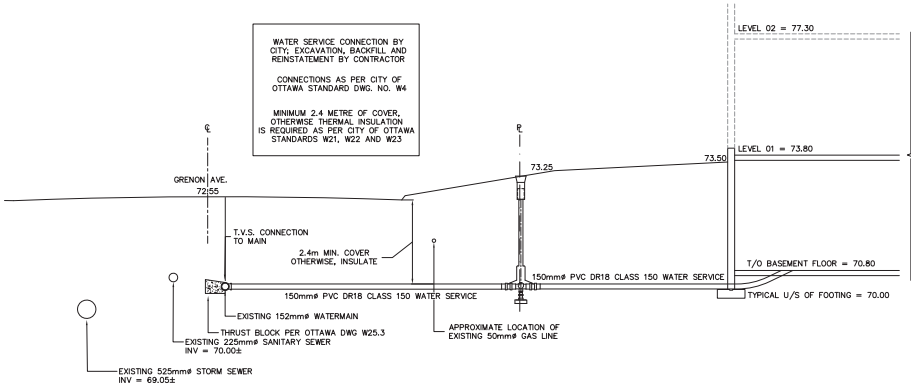 WATER SERVICE CONNECTION BY
CITY; EXCAVATION, BACKFILL AND
REINSTATEMENT BY CONTRACTOR
CONNECTIONS AS PER CITY OF
OTTAWA STANDARD DWG. NO. W4
MINIMUM 2.4 METRE OF COVER,
OTHERWISE THERMAL INSULATION
IS REQUIRED AS PER CITY OF OTTAWA
STANDARDS W21, W22 AND W23
LEVEL 02 = 77.30
LEVEL 01 = 73.80
73.50
73.25
GRENON AVE.
72.55
T.V.S. CONNECTION
TO MAIN
2.4m MIN. COVER
OTHERWISE, INSULATE
T/O BASEMENT FLOOR = 70.80
150mmø PVC DR18 CLASS 150 WATER SERVICE
150mmø PVC DR18 CLASS 150 WATER SERVICE
TYPICAL U/S OF FOOTING = 70.00
EXISTING 152mmø WATERMAIN
THRUST BLOCK PER OTTAWA DWG W25.3
APPROXIMATE LOCATION OF
EXISTING 50mmø GAS LINE
EXISTING 225mmø SANITARY SEWER
INV = 70.00±
EXISTING 525mmø STORM SEWER
INV = 69.05±